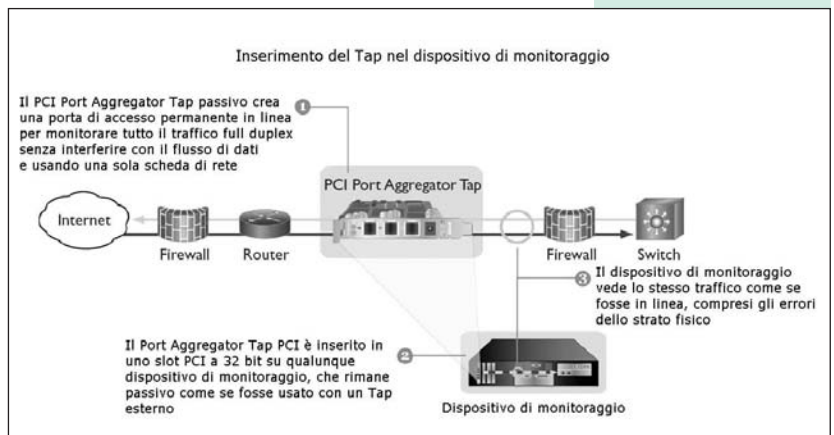 Inserimento del Tap nel dispositivo di monitoraggio
Il PCI Port Aggregator Tap passivo crea
una porta di accesso permanente in linea
per monitorare tutto il traffico full duplex
senza interferire con il flusso di dati
e usando una sola scheda di rete
1
PCI Port Aggregator Tap
Internet
Firewall
Router
Firewall
Switch
3
Il dispositivo di monitoraggio
vede lo stesso traffico come se
fosse in linea, compresi gli errori
dello strato fisico
Il Port Aggregator Tap PCI è inserito in
uno slot PCI a 32 bit su qualunque
dispositivo di monitoraggio, che rimane
passivo come se fosse usato con un Tap
esterno
2
Dispositivo di monitoraggio